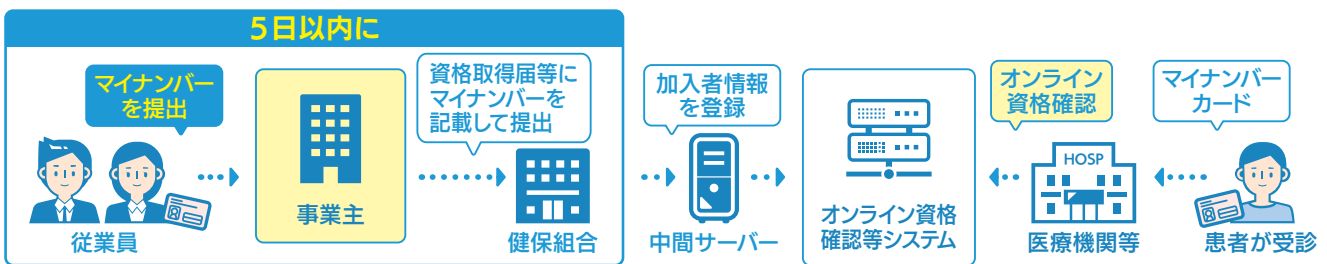 5日以内に
マイナンバー
を提出
従業員
事業主
資格取得届等に
マイナンバーを
記載して提出
健保組合
加入者情報
を登録
中間サーバー
オンライン資格
確認等システム
オンライン
資格確認
HOSP
医療機関等
マイナンバー
カード
患者が受診